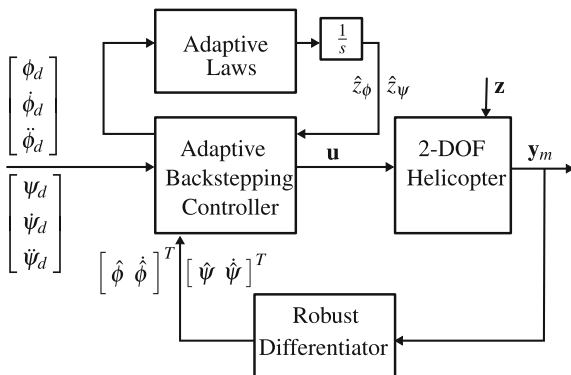 Adaptive
Laws
1/s
ϕ_d
ϕ̇_d
ϕ̈_d
ẑ_ϕ ẑ_ψ
z
Adaptive
Backstepping
Controller
u
2-DOF
Helicopter
y_m
ψ_d
ψ̇_d
ψ̈_d
[ϕ̂ ϕ̂̇]^T [ψ̂ ψ̂̇]^T
Robust
Differentiator